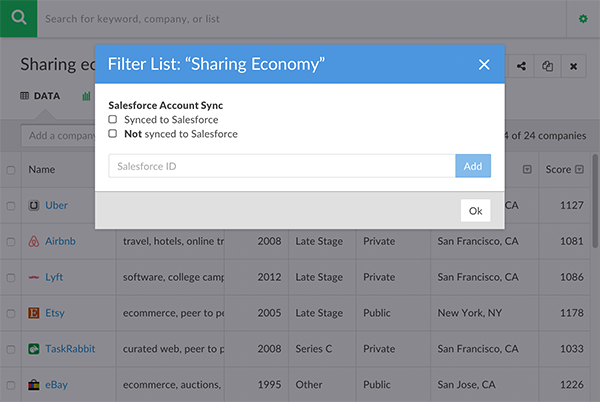 Search for keyword, company, or list
Sharing ec
Filter List: “Sharing Economy”
DATA
Salesforce Account Sync
Synced to Salesforce
Not synced to Salesforce
Add a company
4 of 24 companies
Salesforce ID
Add
Name
Score
Ok
Uber
CA
1127
Airbnb travel, hotels, online tr 2008 Late Stage Private San Francisco, CA 1081
Lyft software, college camp 2012 Late Stage Private San Francisco, CA 1086
Etsy ecommerce, peer to pe 2005 Late Stage Public New York, NY 1178
TaskRabbit curated web, peer to p 2008 Series C Private San Francisco, CA 1033
eBay ecommerce, auctions, 1995 Other Public San Jose, CA 1226